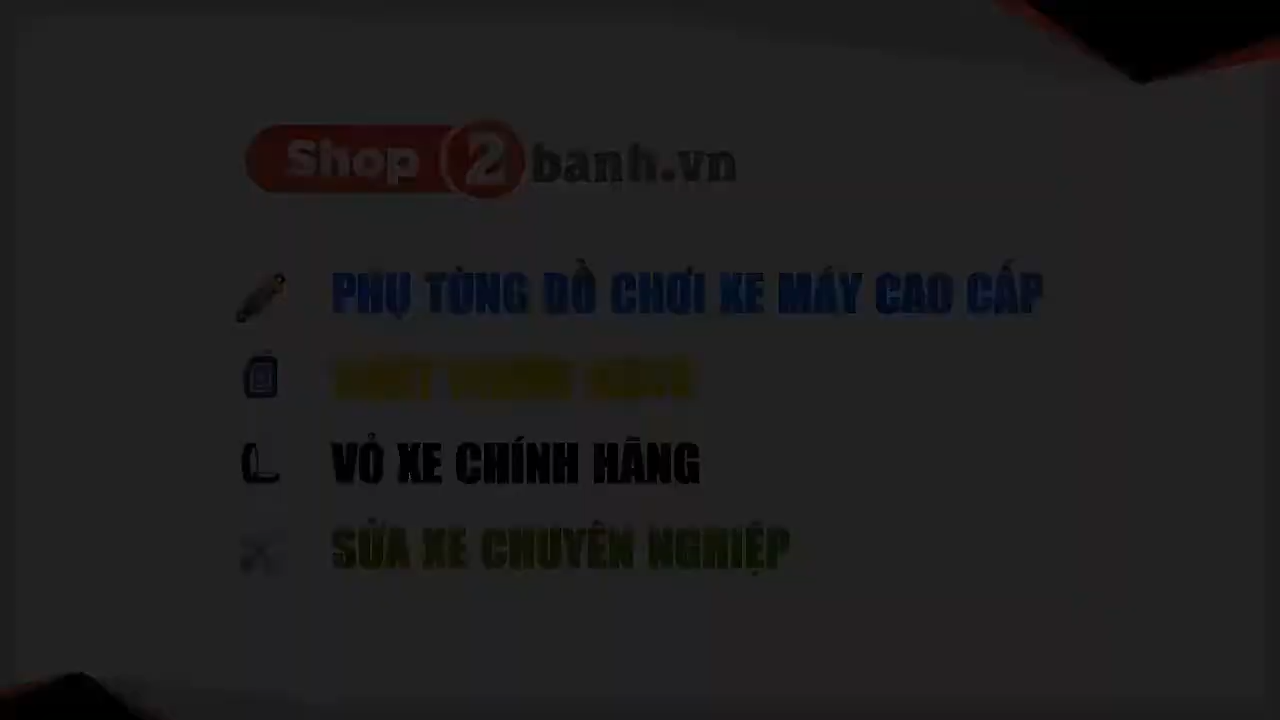 Shop 2 banh.vn
PHỤ TÙNG ĐỒ CHƠI XE MÁY CAO CẤP
VỎ XE CHÍNH HÃNG
SỬA XE CHUYÊN NGHIỆP